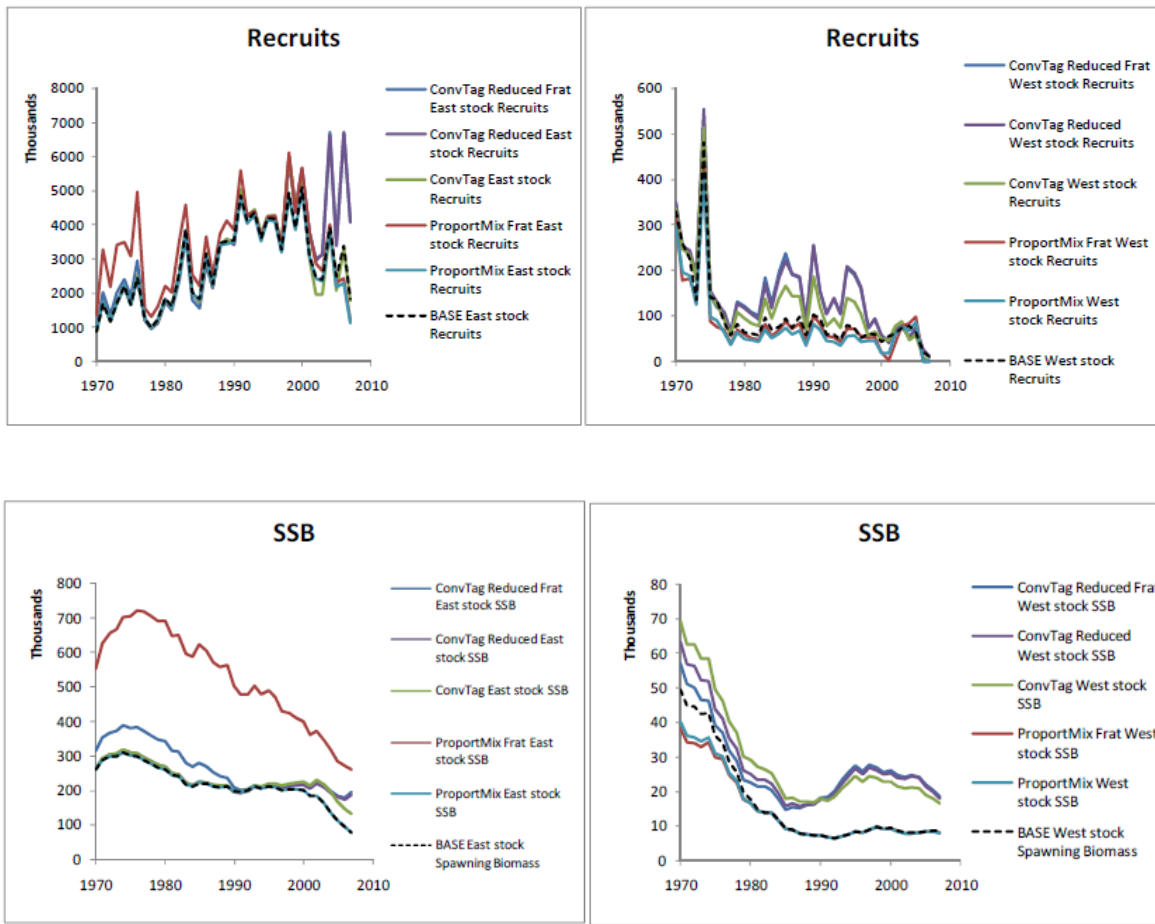 Recruits
Thousands
8000
7000
6000
5000
4000
3000
2000
1000
0
1970 1980 1990 2000 2010
ConvTag Reduced Frat
East stock Recruits
ConvTag Reduced East
stock Recruits
ConvTag East stock
Recruits
ProportMix Frat East
stock Recruits
ProportMix East stock
Recruits
BASE East stock
Recruits
Recruits
Thousands
600
500
400
300
200
100
0
1970 1980 1990 2000 2010
ConvTag Reduced Frat
West stock Recruits
ConvTag Reduced
West stock Recruits
ConvTag West stock
Recruits
ProportMix Frat West
stock Recruits
ProportMix West
stock Recruits
BASE West stock
Recruits
SSB
Thousands
800
700
600
500
400
300
200
100
0
1970 1980 1990 2000 2010
ConvTag Reduced Frat
East stock SSB
ConvTag Reduced East
stock SSB
ConvTag East stock SSB
ProportMix Frat East
stock SSB
ProportMix East stock
SSB
BASE East stock
Spawning Biomass
SSB
Thousands
80
70
60
50
40
30
20
10
0
1970 1980 1990 2000 2010
ConvTag Reduced Frat
West stock SSB
ConvTag Reduced
West stock SSB
ConvTag West stock
SSB
ProportMix Frat West
stock SSB
ProportMix West
stock SSB
BASE West stock
Spawning Biomass